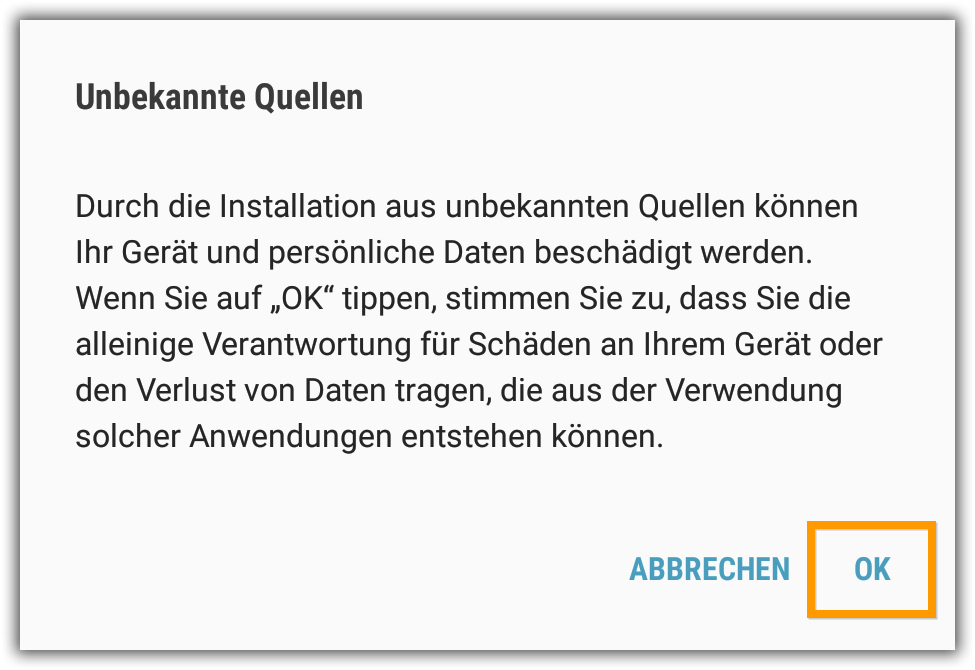 Unbekannte Quellen
Durch die Installation aus unbekannten Quellen können
Ihr Gerät und persönliche Daten beschädigt werden.
Wenn Sie auf „OK“ tippen, stimmen Sie zu, dass Sie die
alleinige Verantwortung für Schäden an Ihrem Gerät oder
den Verlust von Daten tragen, die aus der Verwendung
solcher Anwendungen entstehen können.
ABBRECHEN OK